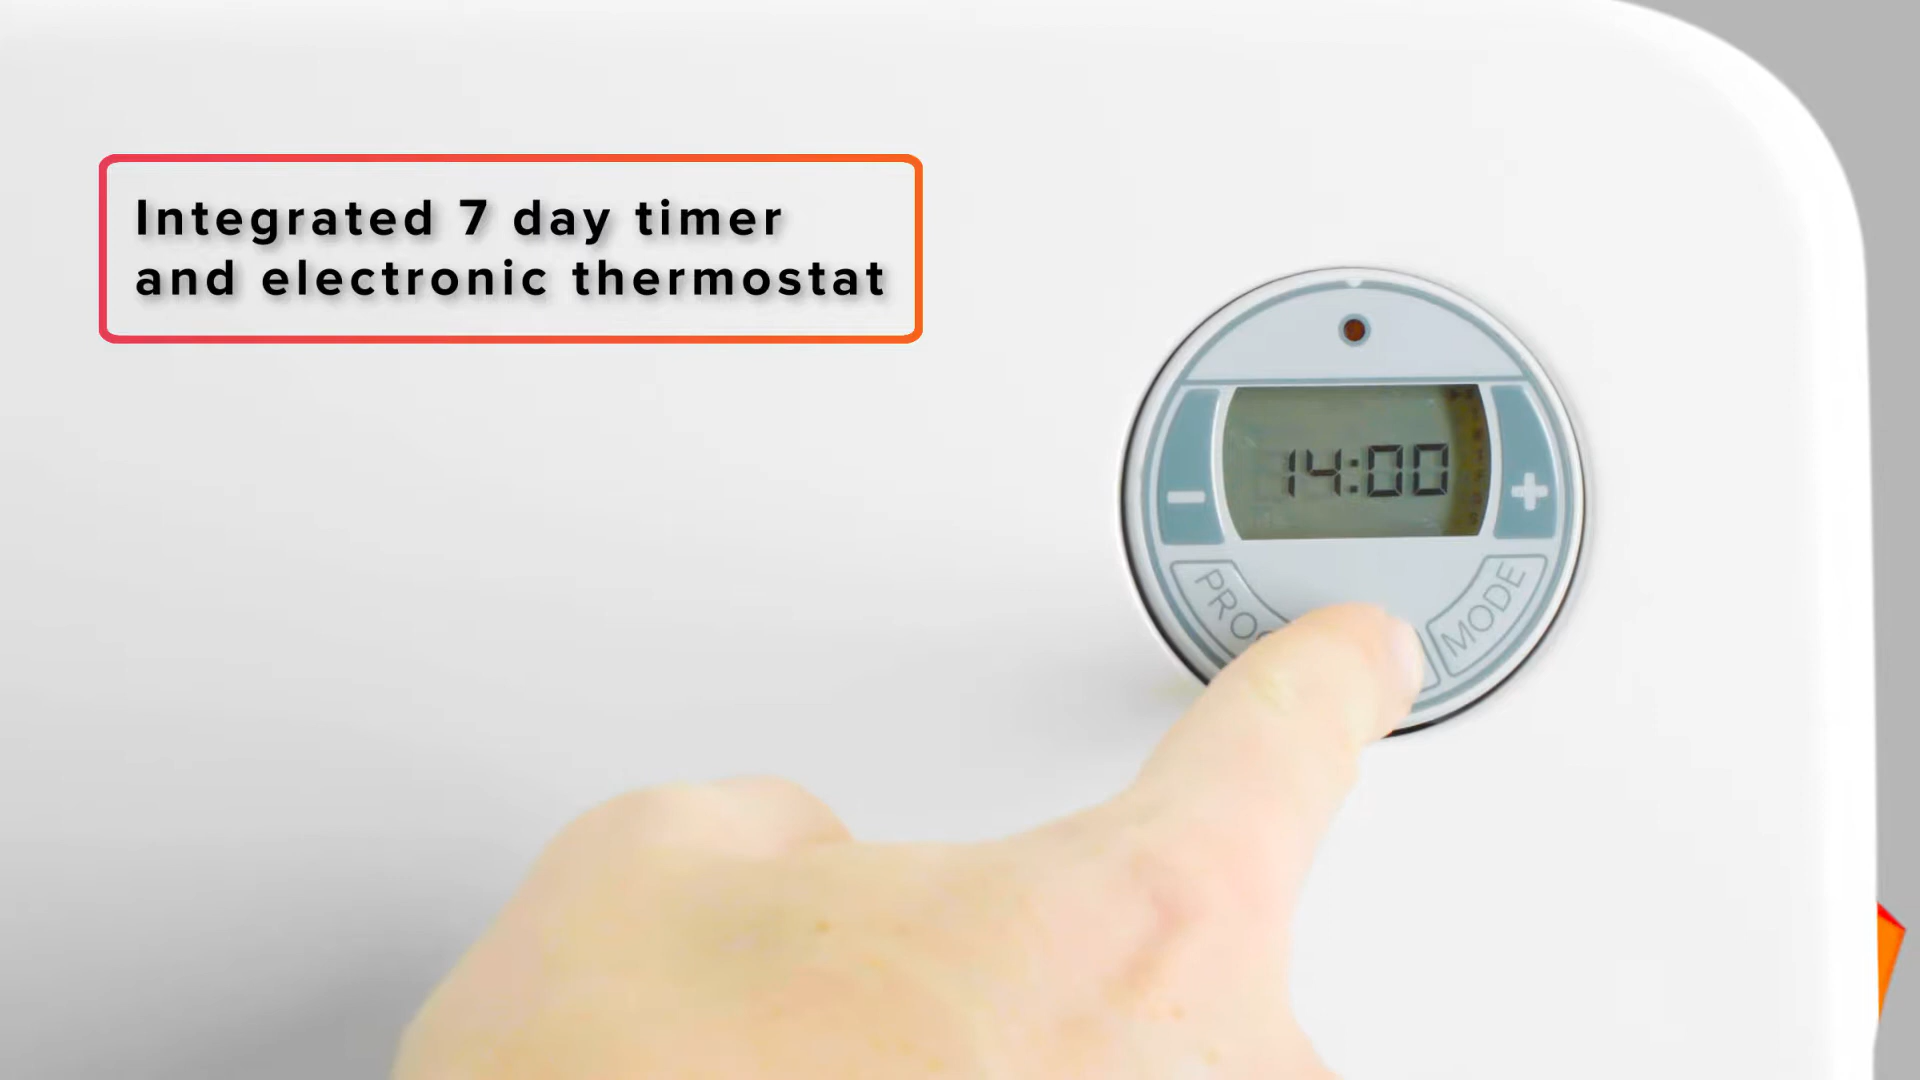 Integrated 7 day timer
and electronic thermostat
14:00
MODE